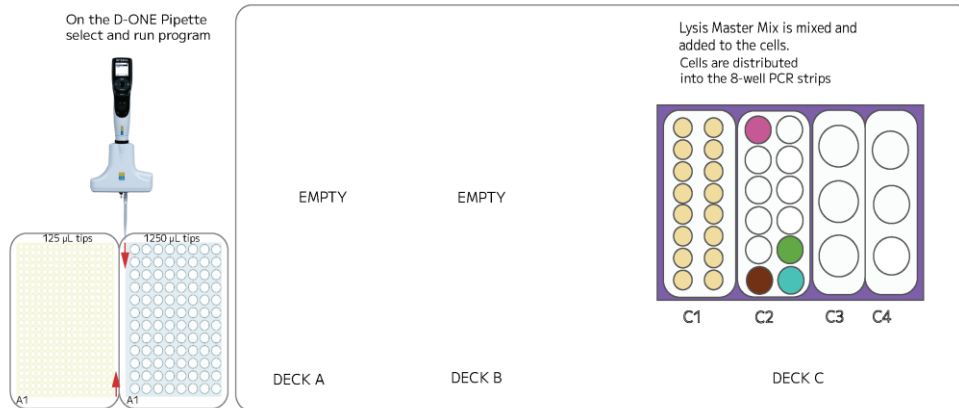 On the D-ONE Pipette
select and run program
125 µL tips
1250 µL tips
A1
A1
Lysis Master Mix is mixed and
added to the cells.
Cells are distributed
into the 8-well PCR strips
EMPTY
EMPTY
C1
C2
C3
C4
DECK A
DECK B
DECK C